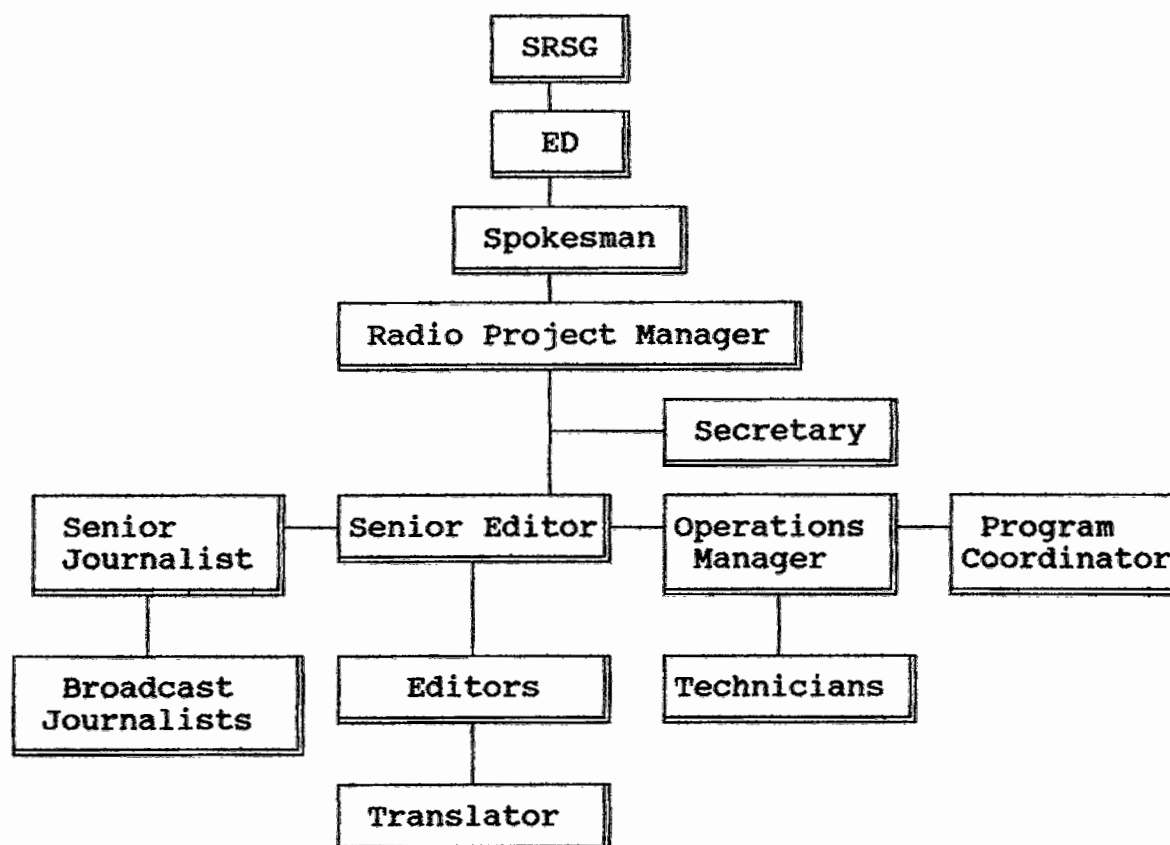 SRSG
ED
Spokesman
Radio Project Manager
Secretary
Senior
Journalist
Senior Editor
Operations
Manager
Program
Coordinator
Broadcast
Journalists
Editors
Technicians
Translator